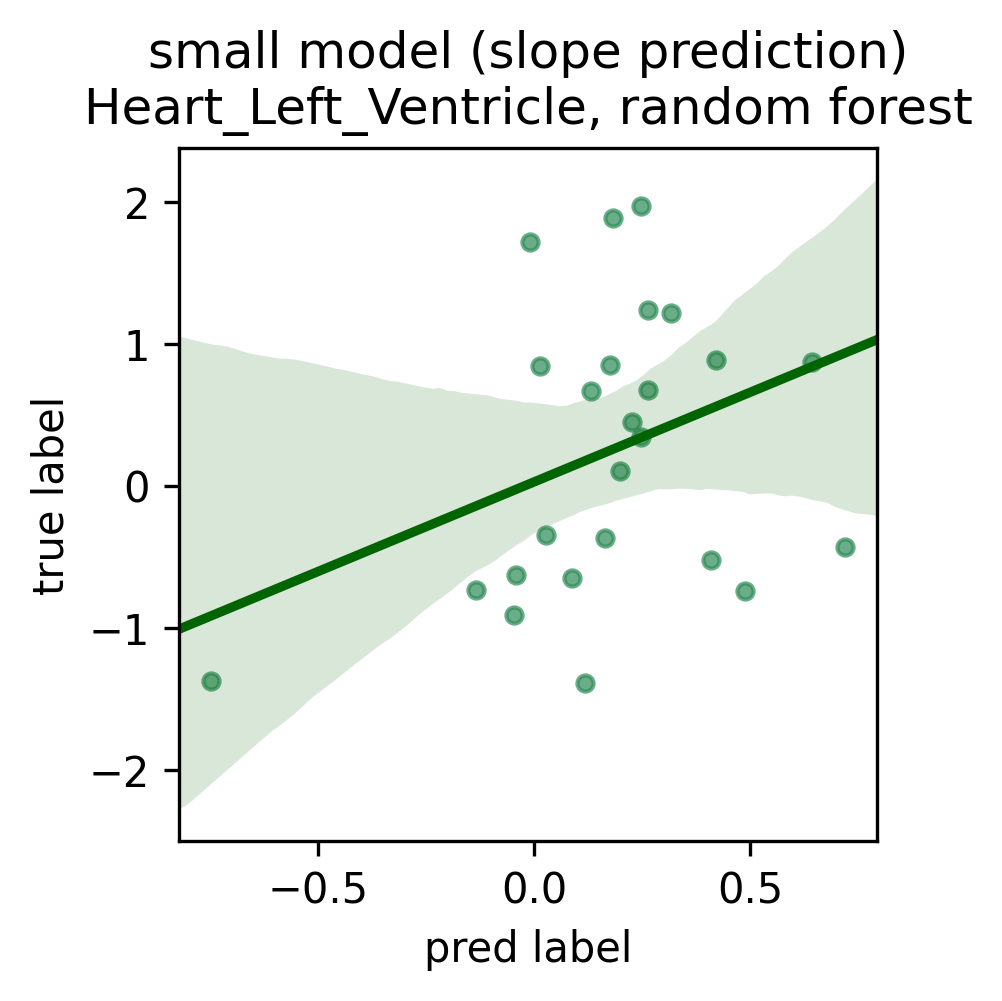 small model (slope prediction)
Heart_Left_Ventricle, random forest
2
1
0
−1
−2
true label
−0.5
0.0
0.5
pred label